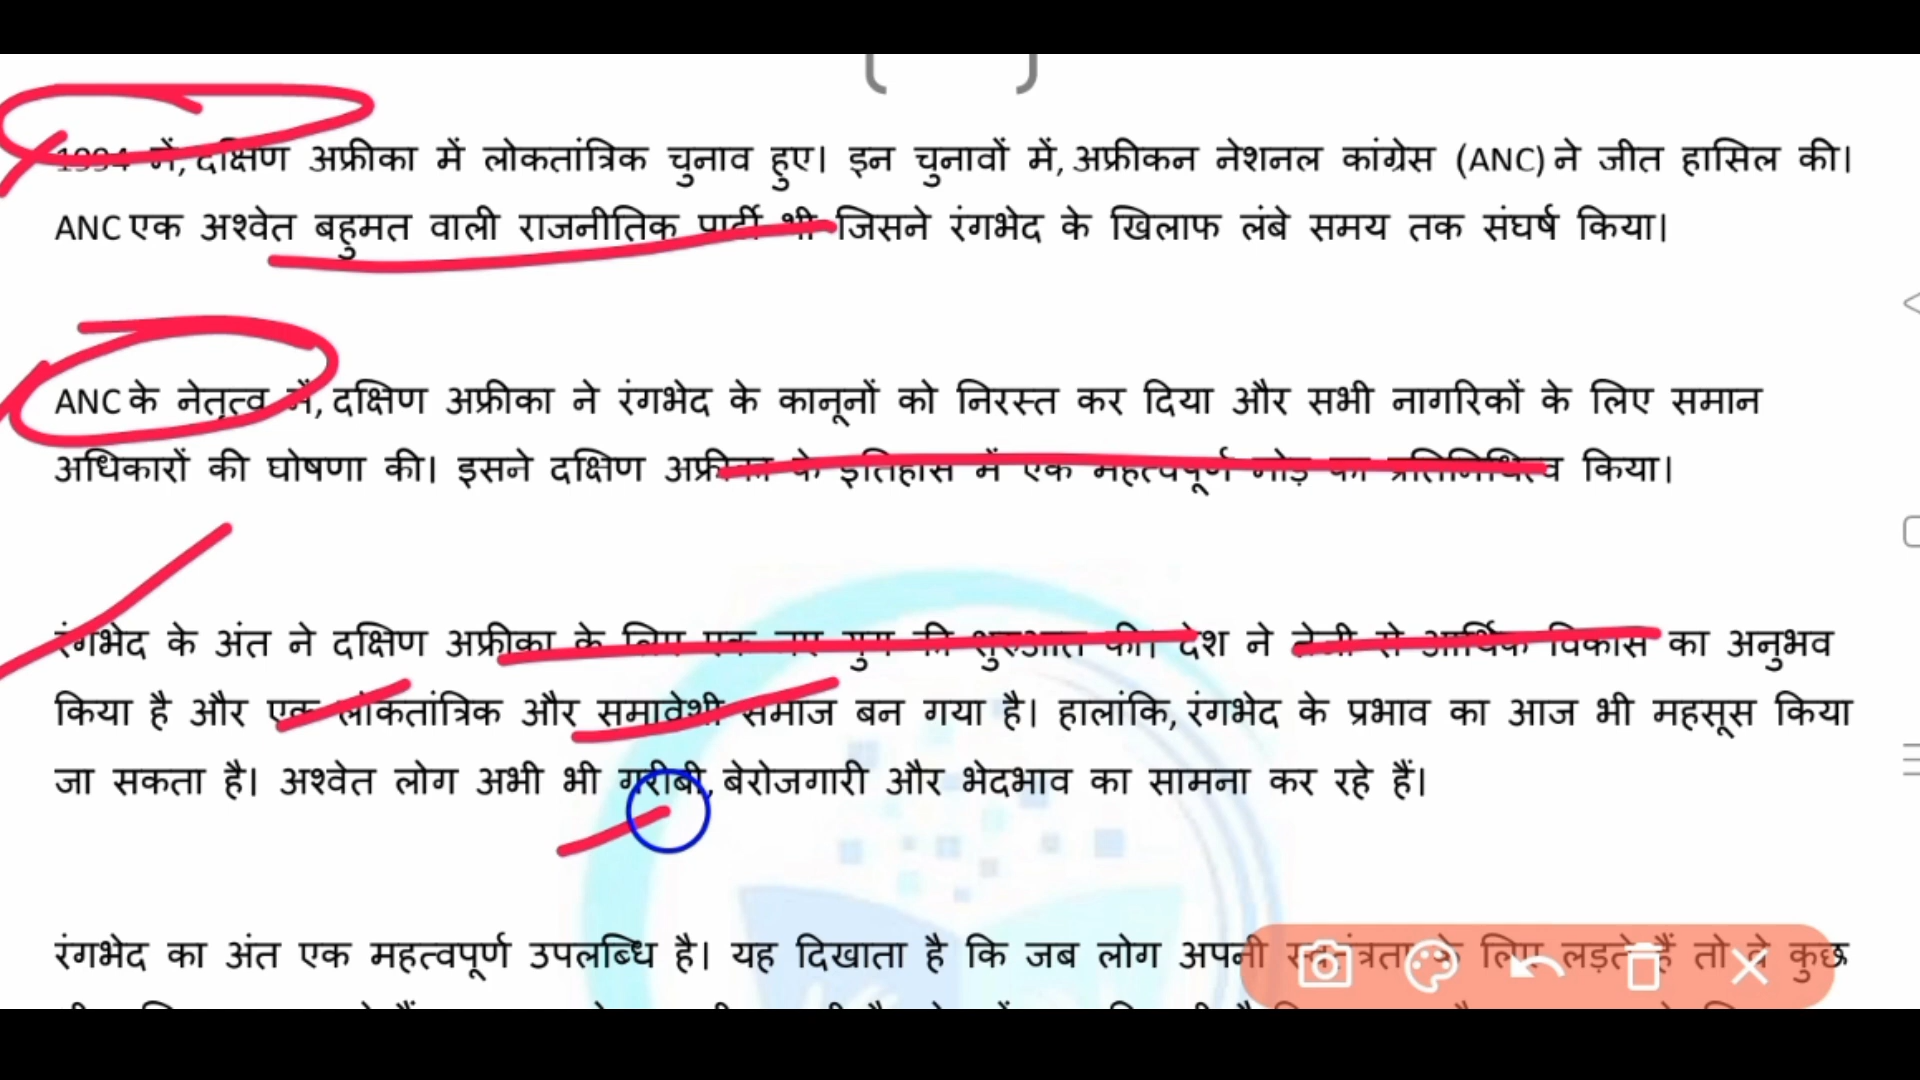 1994 में, दक्षिण अफ्रीका में लोकतांत्रिक चुनाव हुए। इन चुनावों में, अफ्रीकन नेशनल कांग्रेस (ANC) ने जीत हासिल की।
ANC एक अश्वेत बहुमत वाली राजनीतिक पार्टी थी जिसने रंगभेद के खिलाफ लंबे समय तक संघर्ष किया।
ANC के नेतृत्व में, दक्षिण अफ्रीका ने रंगभेद के कानूनों को निरस्त कर दिया और सभी नागरिकों के लिए समान
अधिकारों की घोषणा की। इसने दक्षिण अफ्रीका के इतिहास में एक महत्वपूर्ण मोड़ का प्रतिनिधित्व किया।
रंगभेद के अंत ने दक्षिण अफ्रीका के लिए एक नए युग की शुरुआत की। देश ने तेजी से आर्थिक विकास का अनुभव
किया है और एक लोकतांत्रिक और समावेशी समाज बन गया है। हालांकि, रंगभेद के प्रभाव का आज भी महसूस किया
जा सकता है। अश्वेत लोग अभी भी गरीबी, बेरोजगारी और भेदभाव का सामना कर रहे हैं।
रंगभेद का अंत एक महत्वपूर्ण उपलब्धि है। यह दिखाता है कि जब लोग अपनी स्वतंत्रता के लिए लड़ते हैं तो वे कुछ